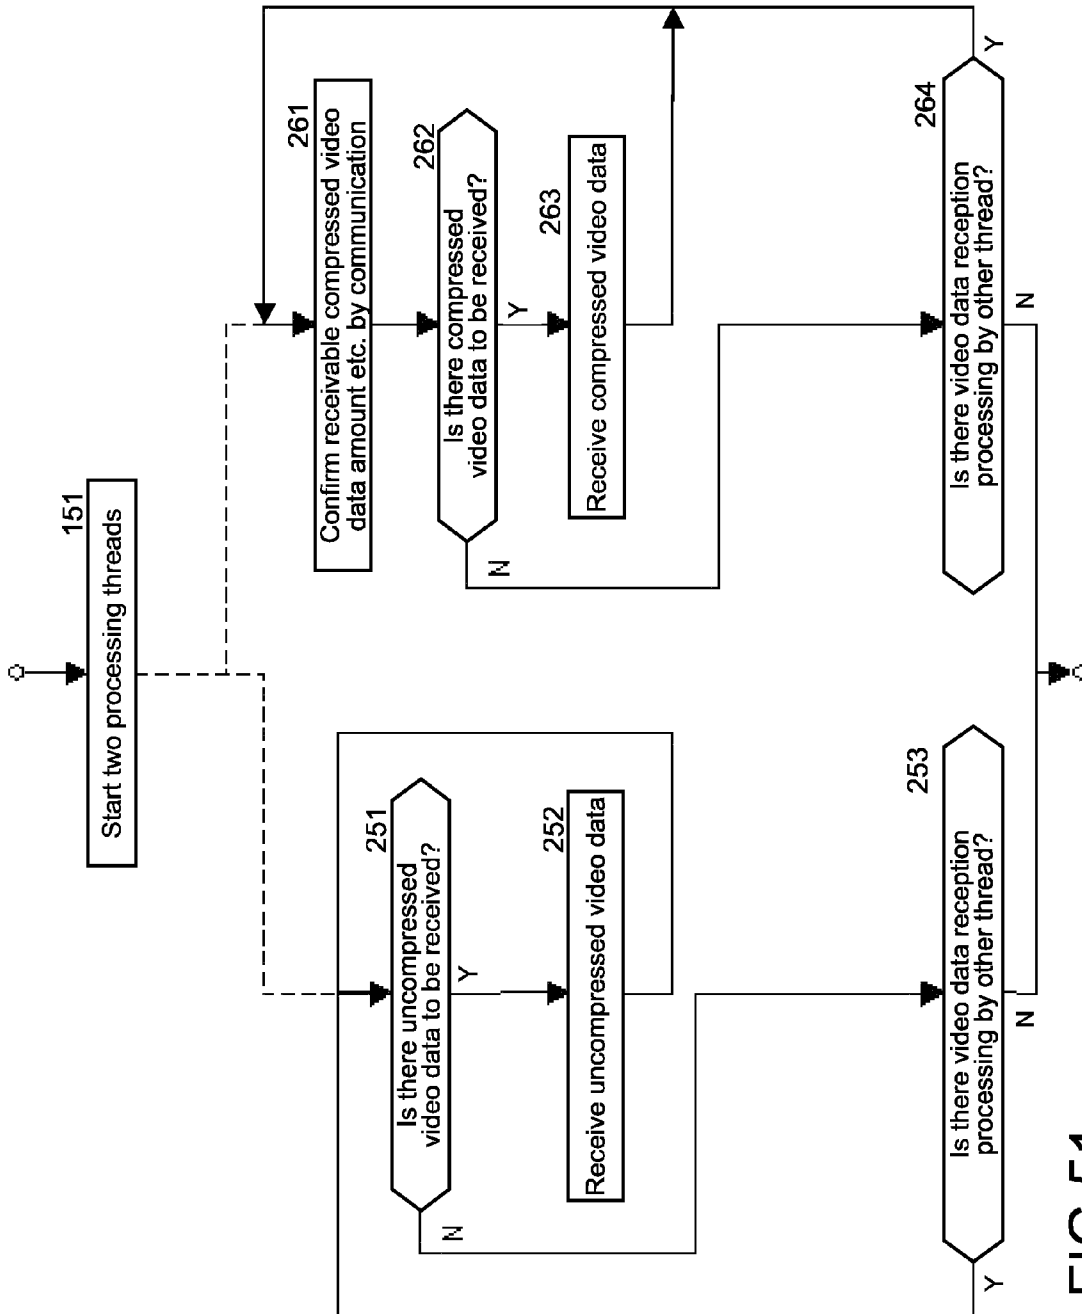 151
Start two processing threads
251
Is there uncompressed
video data to be received?
Y
N
252
Receive uncompressed video data
253
Is there video data reception
processing by other thread?
Y
N
261
Confirm receivable compressed video
data amount etc. by communication
262
Is there compressed
video data to be received?
Y
N
263
Receive compressed video data
264
Is there video data reception
processing by other thread?
Y
N
FIG.51